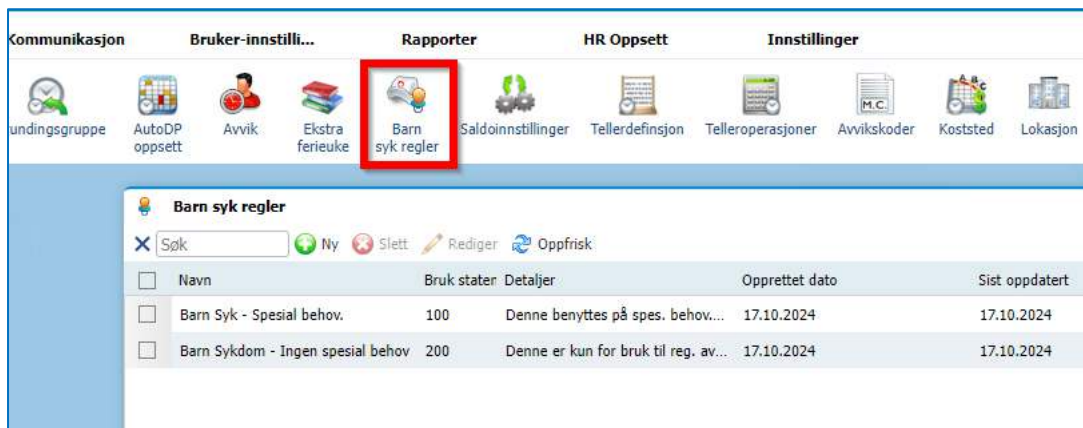 Kommunikasjon Bruker-innstilli... Rapporter HR Oppsett Innstillinger
undingsgruppe AutoDP oppsett Avvik Ekstra ferieuke Barn syk regler Saldoinnstillinger Tellerdefinsjon Telleroperasjoner M.C. Avvikskoder A B C Koststed Lokasjon
Barn syk regler
Søk Ny Slett Rediger Oppfrisk
Navn Bruk staten Detaljer Opprettet dato Sist oppdatert
Barn Syk - Spesial behov. 100 Denne benyttes på spes. behov.... 17.10.2024 17.10.2024
Barn Sykdom - Ingen spesial behov 200 Denne er kun for bruk til reg. av... 17.10.2024 17.10.2024